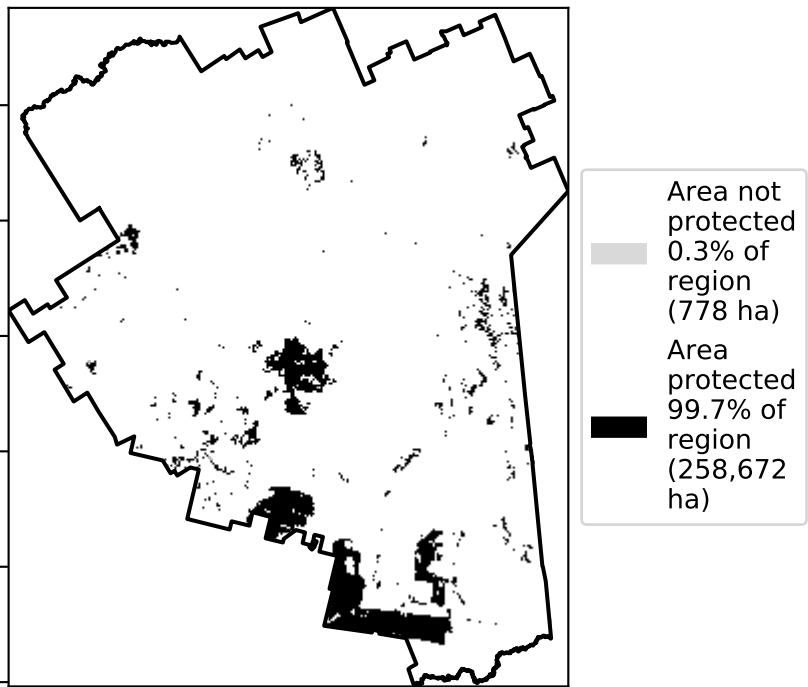 Area not
protected
0.3% of
region
(778 ha)
Area
protected
99.7% of
region
(258,672
ha)